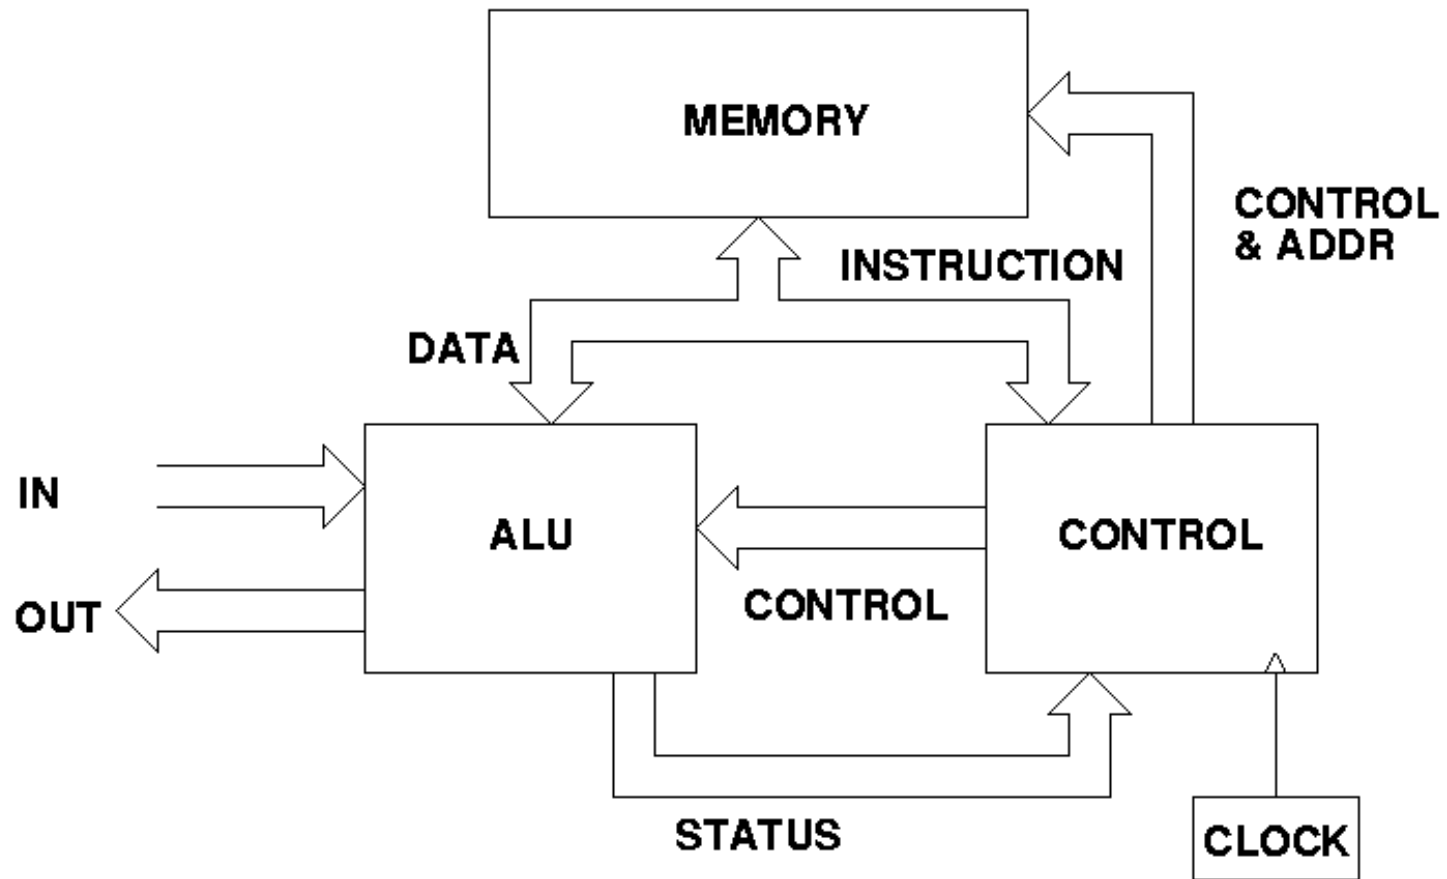 MEMORY
CONTROL
& ADDR
INSTRUCTION
DATA
IN
ALU
CONTROL
OUT
CONTROL
STATUS
CLOCK